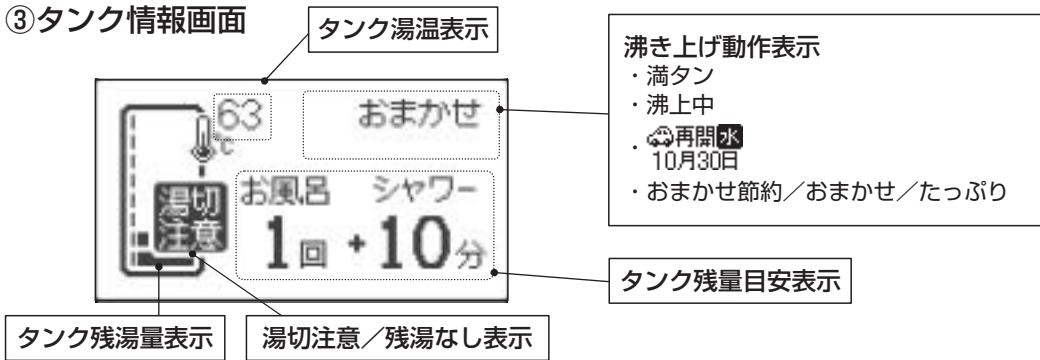 ③タンク情報画面
タンク湯温表示
63
℃
おまかせ
湯切
注意
お風呂 シャワー
1回 + 10分
沸き上げ動作表示
・満タン
・沸上中
・再開水
10月30日
・おまかせ節約／おまかせ／たっぷり
タンク残量目安表示
タンク残湯量表示
湯切注意／残湯なし表示